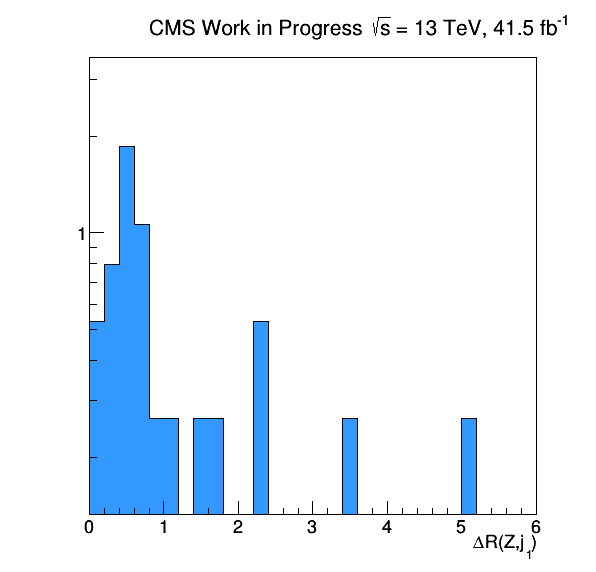 CMS Work in Progress √s = 13 TeV, 41.5 fb⁻¹
1
0 1 2 3 4 5 6
ΔR(Z,j₁)